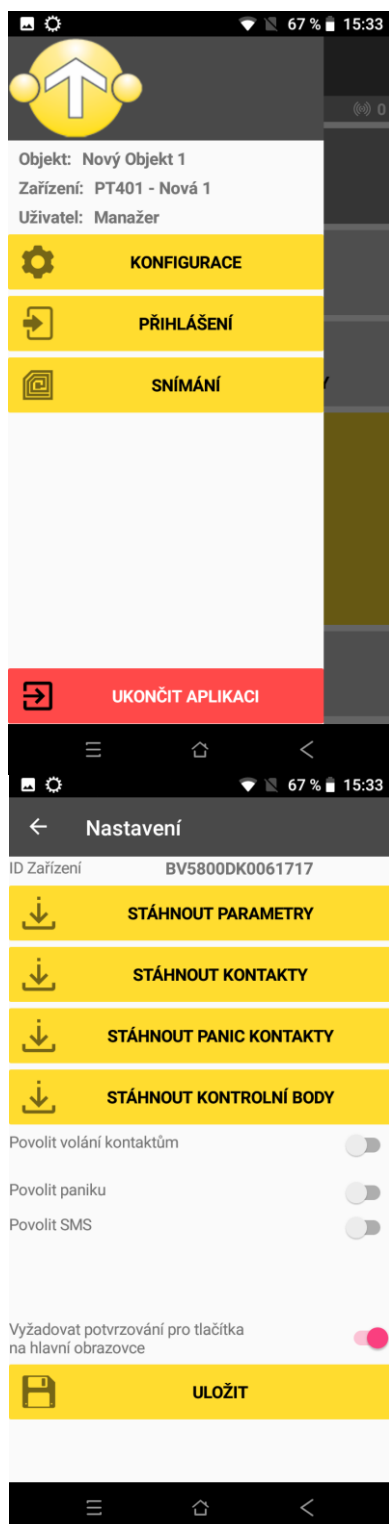 67 % 15:33
0
Objekt: Nový Objekt 1
Zařízení: PT401 - Nová 1
Uživatel: Manažer
KONFIGURACE
PŘIHLÁŠENÍ
SNÍMÁNÍ
Y
UKONČIT APLIKACI
67 % 15:33
Nastavení
ID Zařízení BV5800DK0061717
STÁHNOUT PARAMETRY
STÁHNOUT KONTAKTY
STÁHNOUT PANIC KONTAKTY
STÁHNOUT KONTROLNÍ BODY
Povolit volání kontaktům
Povolit paniku
Povolit SMS
Vyžadovat potvrzování pro tlačítka
na hlavní obrazovce
ULOŽIT